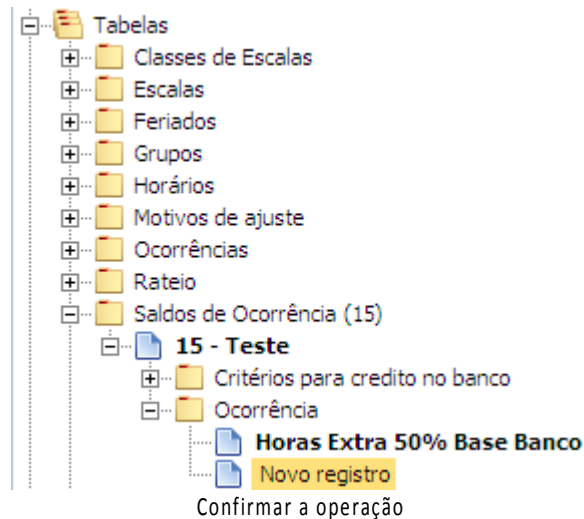 Tabelas
Classes de Escalas
Escalas
Feriados
Grupos
Horários
Motivos de ajuste
Ocorrências
Rateio
Saldos de Ocorrência (15)
15 - Teste
Critérios para credito no banco
Ocorrência
Horas Extra 50% Base Banco
Novo registro
Confirmar a operação